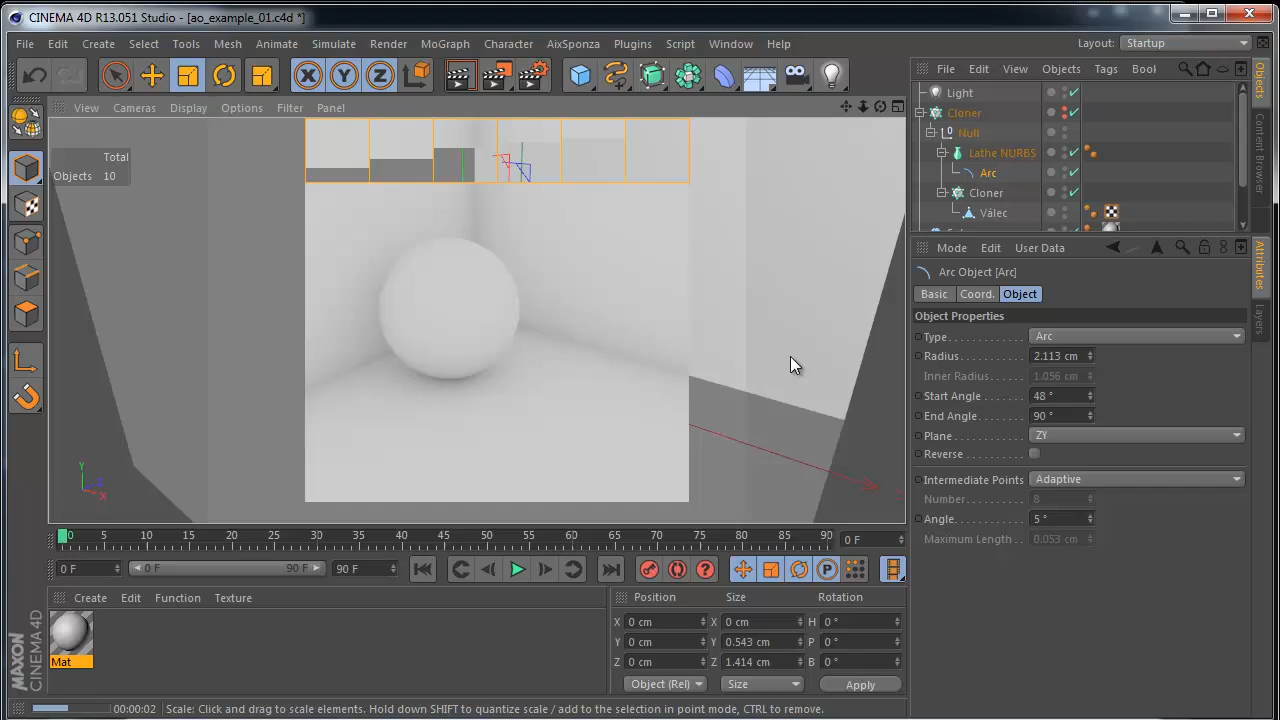 CINEMA 4D R13.051 Studio - [ao_example_01.c4d *]
File Edit Create Select Tools Mesh Animate Simulate Render MoGraph Character AixSponza Plugins Script Window Help Layout: Startup
File Edit View Objects Tags Bool
View Cameras Display Options Filter Panel
Total
Objects 10
Light
Cloner
Null
Lathe NURBS
Arc
Cloner
Válec
Objects
Content Browser
Attributes
Layers
Mode Edit User Data
Arc Object [Arc]
Basic Coord. Object
Object Properties
Type Arc
Radius 2.113 cm
Inner Radius 1.056 cm
Start Angle 48 °
End Angle 90 °
Plane ZY
Reverse
Intermediate Points Adaptive
Number 8
Angle 5 °
Maximum Length 0.053 cm
Y
Z
X
0 5 10 15 20 25 30 35 40 45 50 55 60 65 70 75 80 85 90 0 F
0 F 0 F 90 F 90 F
Create Edit Function Texture
Mat
Position Size Rotation
X 0 cm X 0 cm H 0 °
Y 0 cm Y 0.543 cm P 0 °
Z 0 cm Z 1.414 cm B 0 °
Object (Rel) Size Apply
MAXON
CINEMA 4D
00:00:02 Scale: Click and drag to scale elements. Hold down SHIFT to quantize scale / add to the selection in point mode, CTRL to remove.